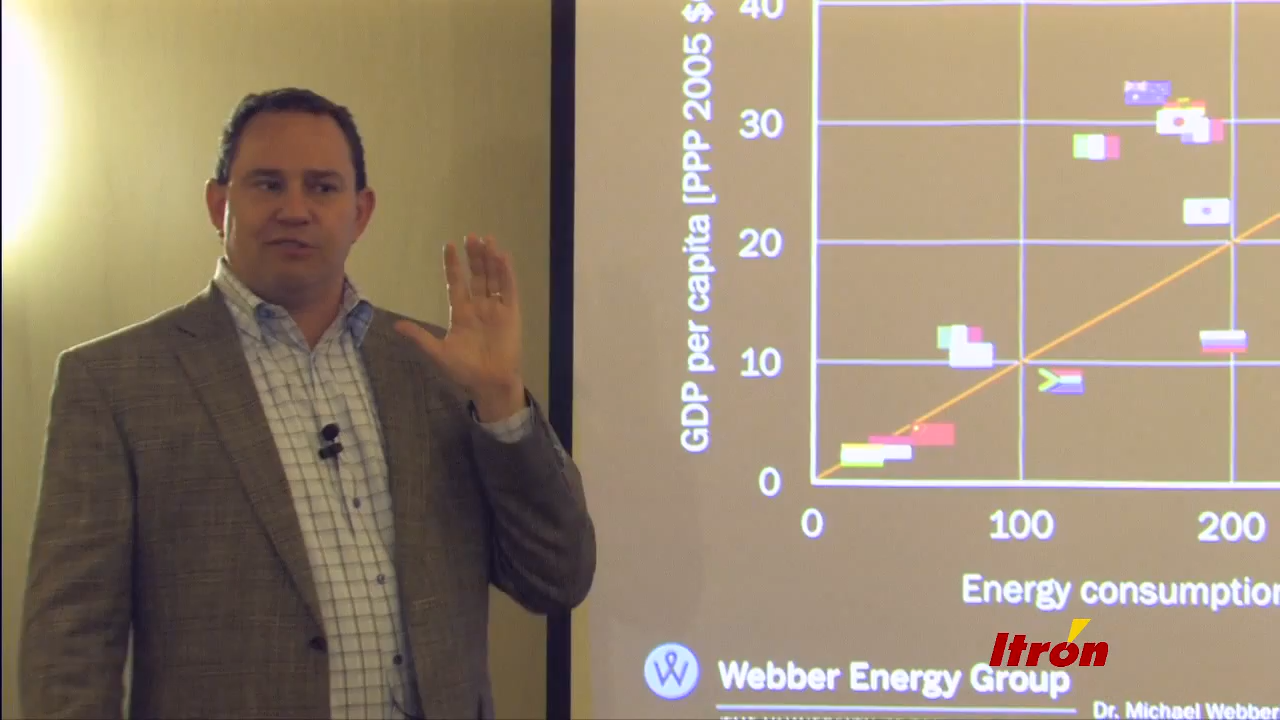 GDP per capita [PPP 2005 $
40
30
20
10
0
0 100 200
Energy consumption
Itron
W Webber Energy Group
Dr. Michael Webber